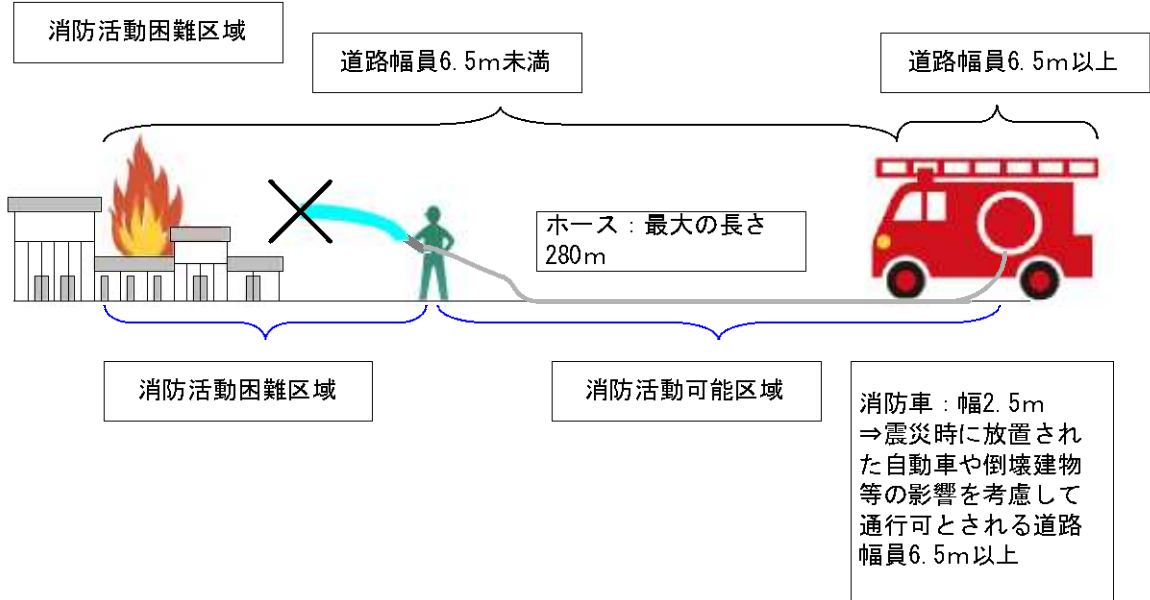 消防活動困難区域
道路幅員6.5ｍ未満
道路幅員6.5ｍ以上
ホース：最大の長さ
280ｍ
消防活動困難区域
消防活動可能区域
消防車：幅2.5ｍ
⇒震災時に放置され
た自動車や倒壊建物
等の影響を考慮して
通行可とされる道路
幅員6.5ｍ以上